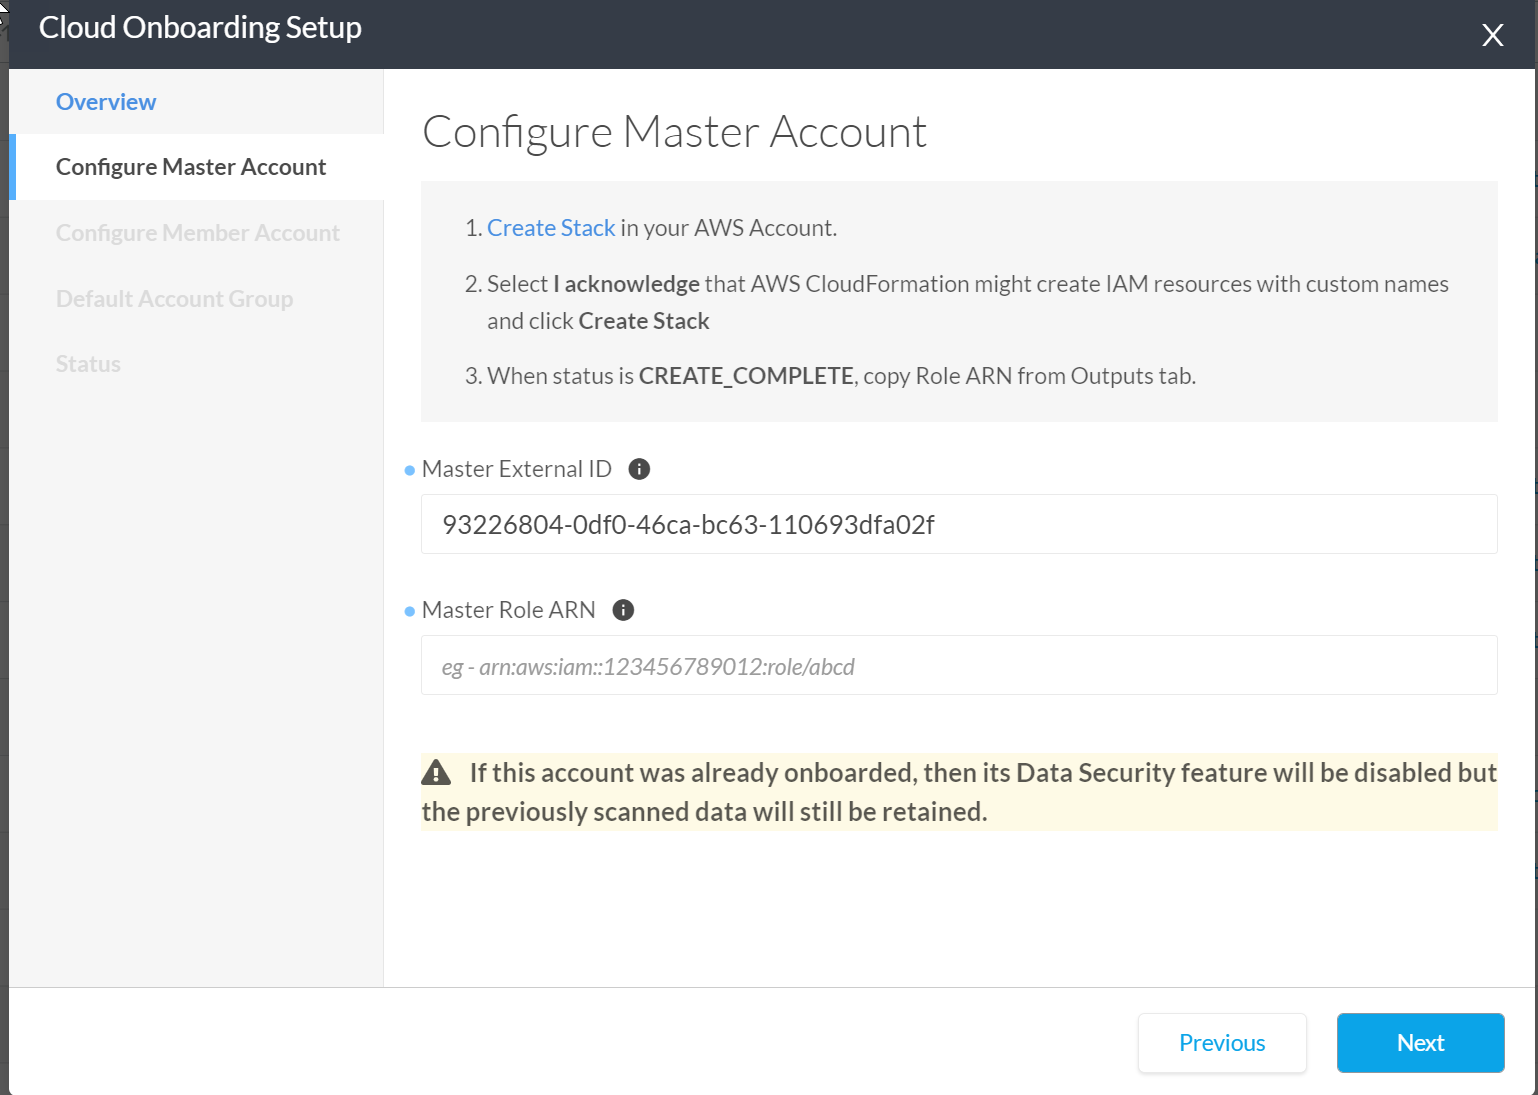 Cloud Onboarding Setup
X
Overview
Configure Master Account
Configure Member Account
Default Account Group
Status
Configure Master Account
1. Create Stack in your AWS Account.
2. Select I acknowledge that AWS CloudFormation might create IAM resources with custom names
and click Create Stack
3. When status is CREATE_COMPLETE, copy Role ARN from Outputs tab.
Master External ID
93226804-0df0-46ca-bc63-110693dfa02f
Master Role ARN
eg - arn:aws:iam::123456789012:role/abcd
If this account was already onboarded, then its Data Security feature will be disabled but
the previously scanned data will still be retained.
Previous
Next